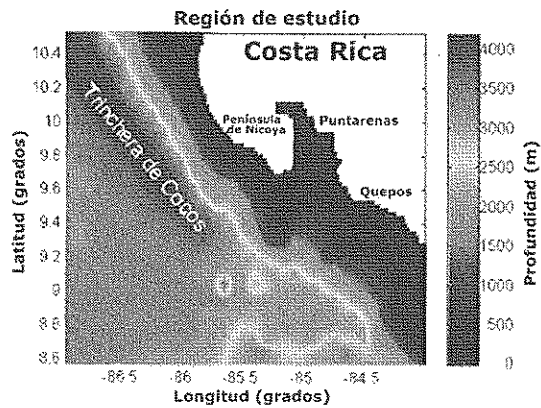 Región de estudio
Costa Rica
10.4
10.2
10
9.8
9.6
9.4
9.2
9
8.8
8.6
Latitud (grados)
Trinchera de Cocos
Península
de Nicoya
Puntarenas
Quepos
-86.5
-86
-85.5
-85
-84.5
Longitud (grados)
4000
3500
3000
2500
2000
1500
1000
500
0
Profundidad (m)